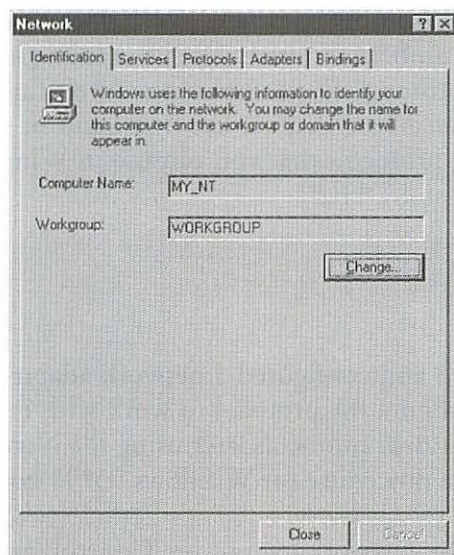 Network
Identification Services Protocols Adapters Bindings
Windows uses the following information to identify your
computer on the network. You may change the name for
this computer and the workgroup or domain that it will
appear in.
Computer Name: MY_NT
Workgroup: WORKGROUP
Change...
Close Cancel